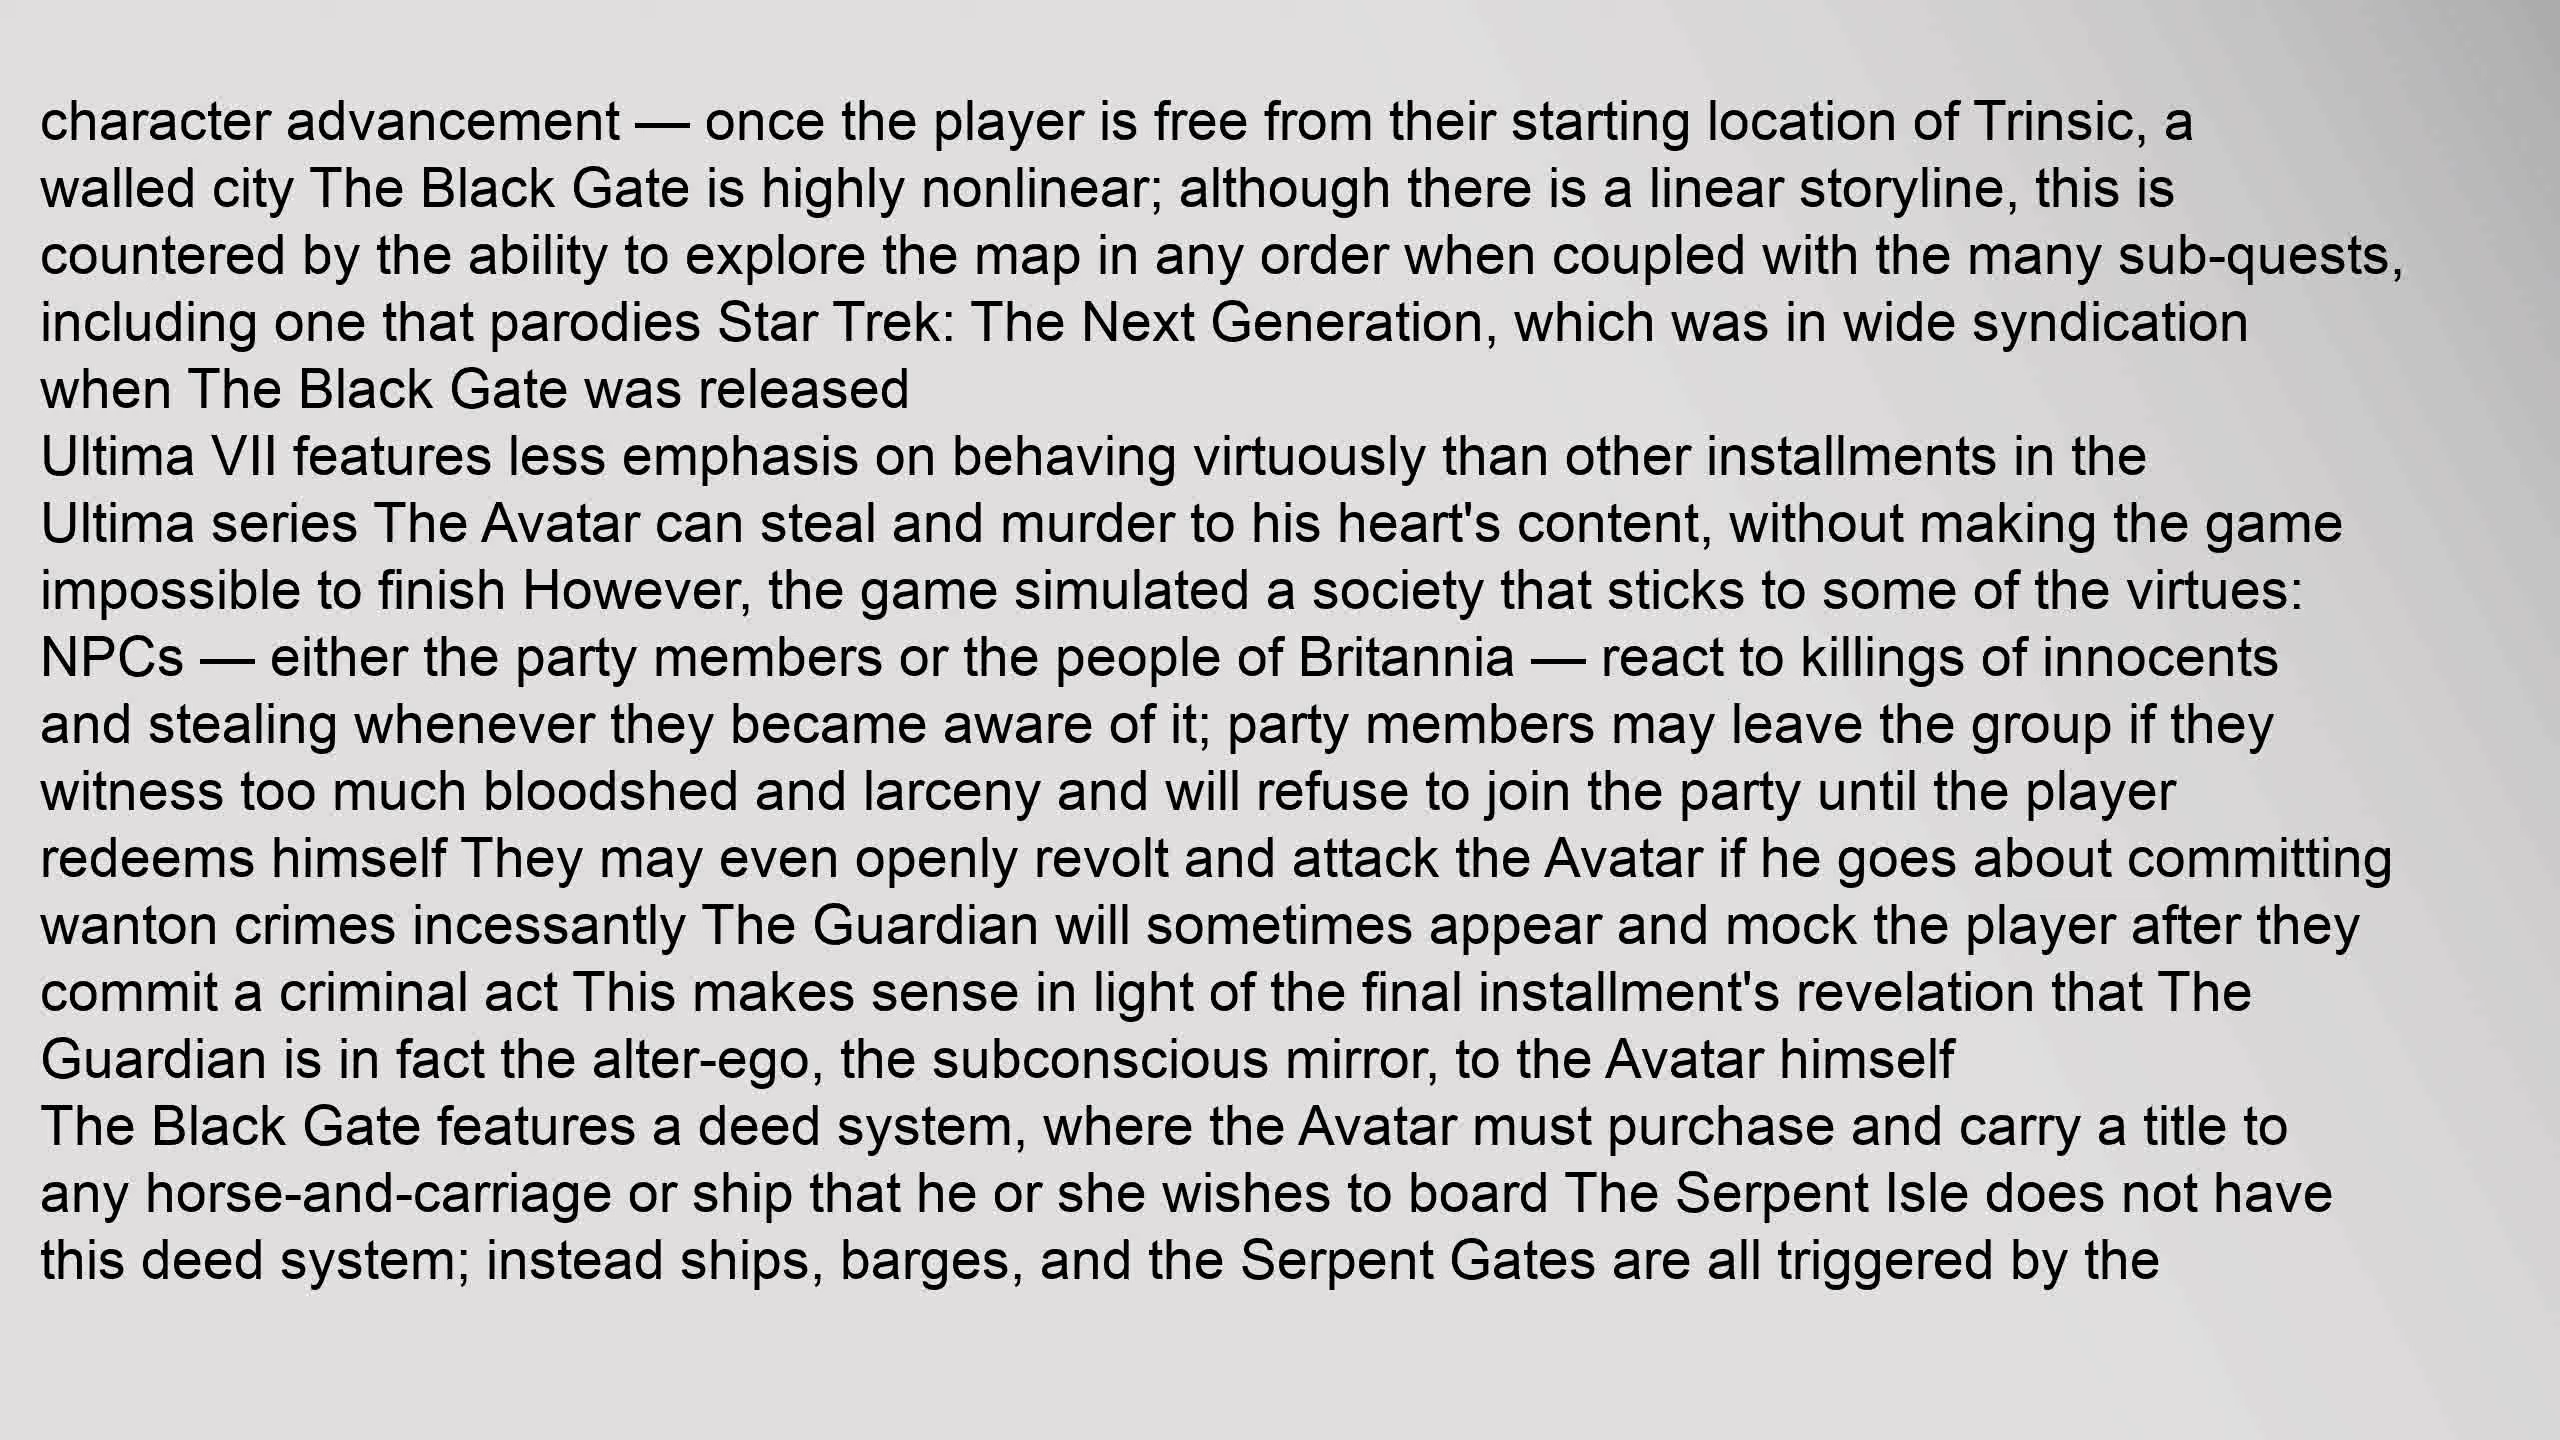 character advancement — once the player is free from their starting location of Trinsic, a
walled city The Black Gate is highly nonlinear; although there is a linear storyline, this is
countered by the ability to explore the map in any order when coupled with the many sub-quests,
including one that parodies Star Trek: The Next Generation, which was in wide syndication
when The Black Gate was released
Ultima VII features less emphasis on behaving virtuously than other installments in the
Ultima series The Avatar can steal and murder to his heart's content, without making the game
impossible to finish However, the game simulated a society that sticks to some of the virtues:
NPCs — either the party members or the people of Britannia — react to killings of innocents
and stealing whenever they became aware of it; party members may leave the group if they
witness too much bloodshed and larceny and will refuse to join the party until the player
redeems himself They may even openly revolt and attack the Avatar if he goes about committing
wanton crimes incessantly The Guardian will sometimes appear and mock the player after they
commit a criminal act This makes sense in light of the final installment's revelation that The
Guardian is in fact the alter-ego, the subconscious mirror, to the Avatar himself
The Black Gate features a deed system, where the Avatar must purchase and carry a title to
any horse-and-carriage or ship that he or she wishes to board The Serpent Isle does not have
this deed system; instead ships, barges, and the Serpent Gates are all triggered by the